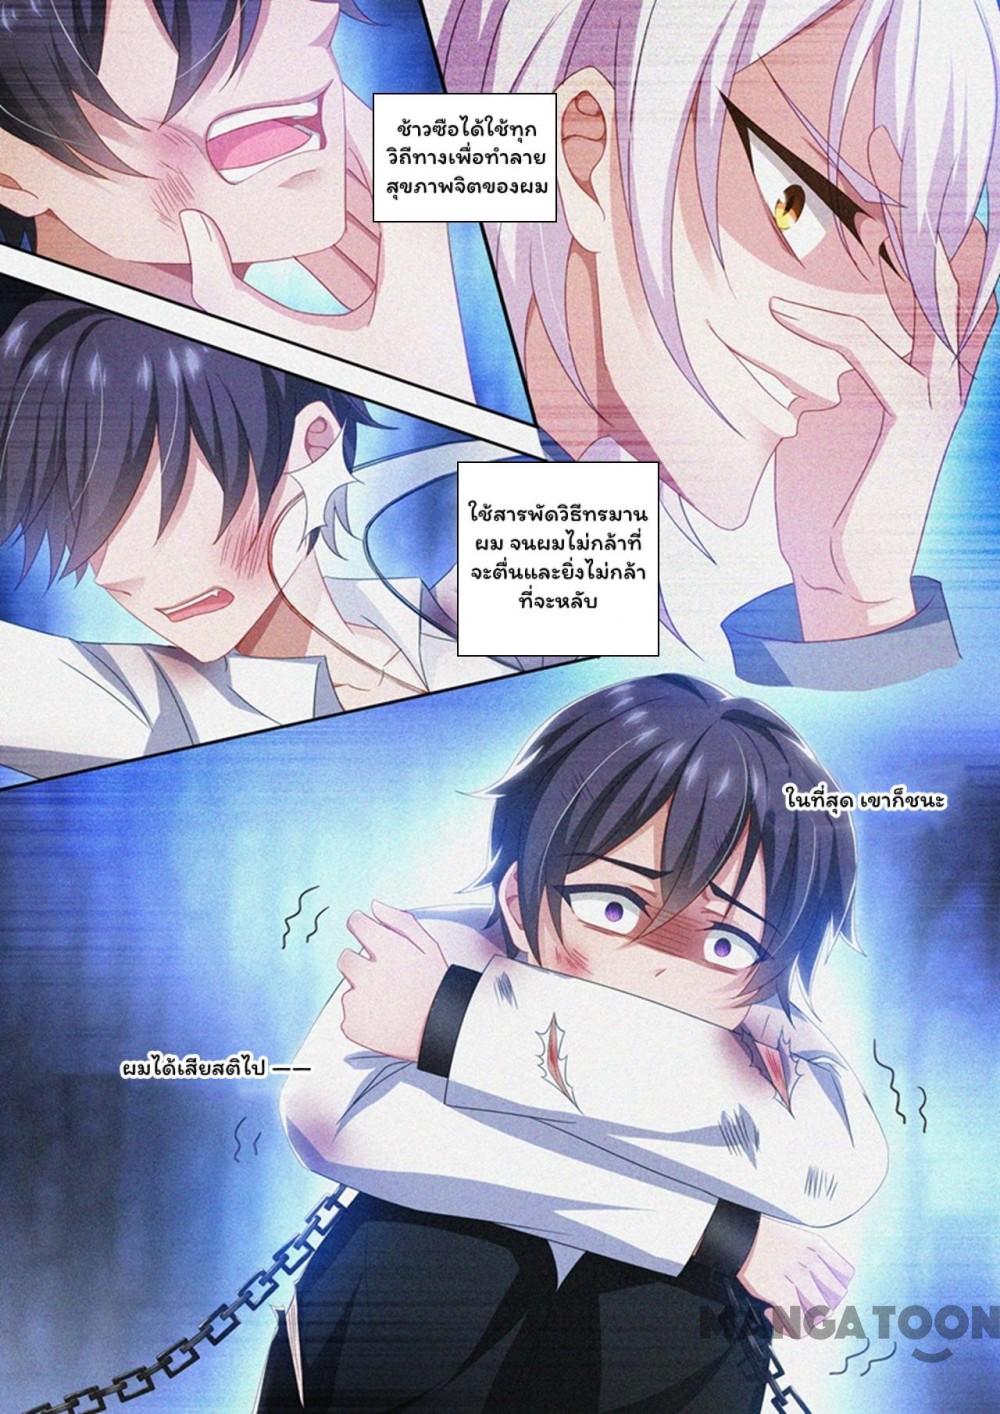 ช้าวซือได้ใช้ทุก
วิถีทางเพื่อทำลาย
สุขภาพจิตของผม
ใช้สารพัดวิธีทรมาน
ผม จนผมไม่กล้าที่
จะตื่นและยิ่งไม่กล้า
ที่จะหลับ
ในที่สุด เขาก็ชนะ
ผมได้เสียสติไป ——
MANGATOON